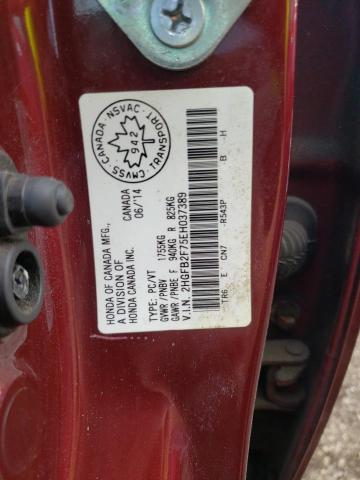 HONDA OF CANADA MFG.,
A DIVISION OF
HONDA CANADA INC.
CANADA
06/'14
CANADA · NSVAC · TRANSPORT · CMVSS
942
TYPE: PC/VT
GVWR / PNBV 1755KG
GAWR / PNBE F 940KG R 825KG
V.I.N. 2HGFB2F75EH037389
TR6 E CN7 R543P B H